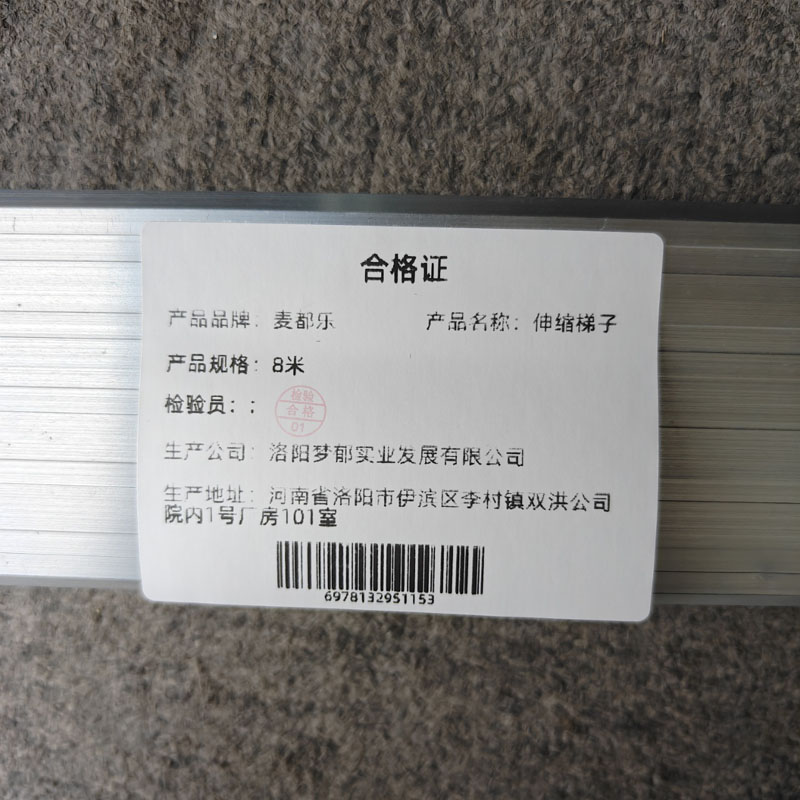 合格证
产品品牌：麦都乐 产品名称：伸缩梯子
产品规格：8米
检验员：：
检验
合格
01
生产公司：洛阳梦郁实业发展有限公司
生产地址：河南省洛阳市伊滨区李村镇双洪公司
院内1号厂房101室
6978132951153